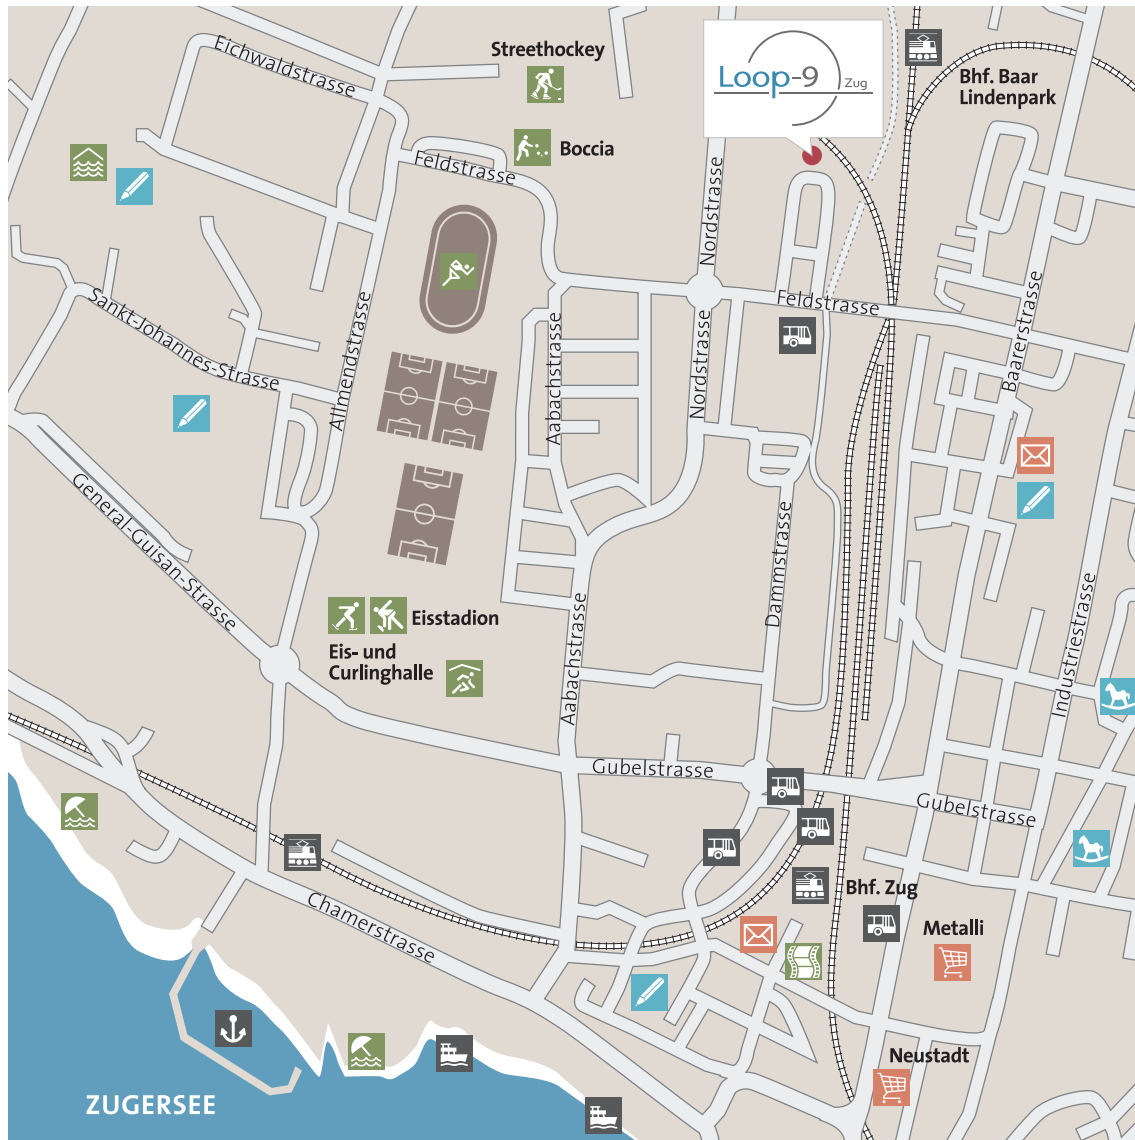 Eichwaldstrasse
Streethockey
Loop-9
Zug
Bhf. Baar
Lindenpark
Boccia
Feldstrasse
Nordstrasse
Sankt-Johannes-Strasse
Allmendstrasse
Aabachstrasse
Nordstrasse
Feldstrasse
Baarerstrasse
General-Guisan-Strasse
Dammstrasse
Industriestrasse
Eisstadion
Eis- und
Curlinghalle
Aabachstrasse
Gubelstrasse
Gubelstrasse
Chamerstrasse
Bhf. Zug
Metalli
Neustadt
ZUGERSEE